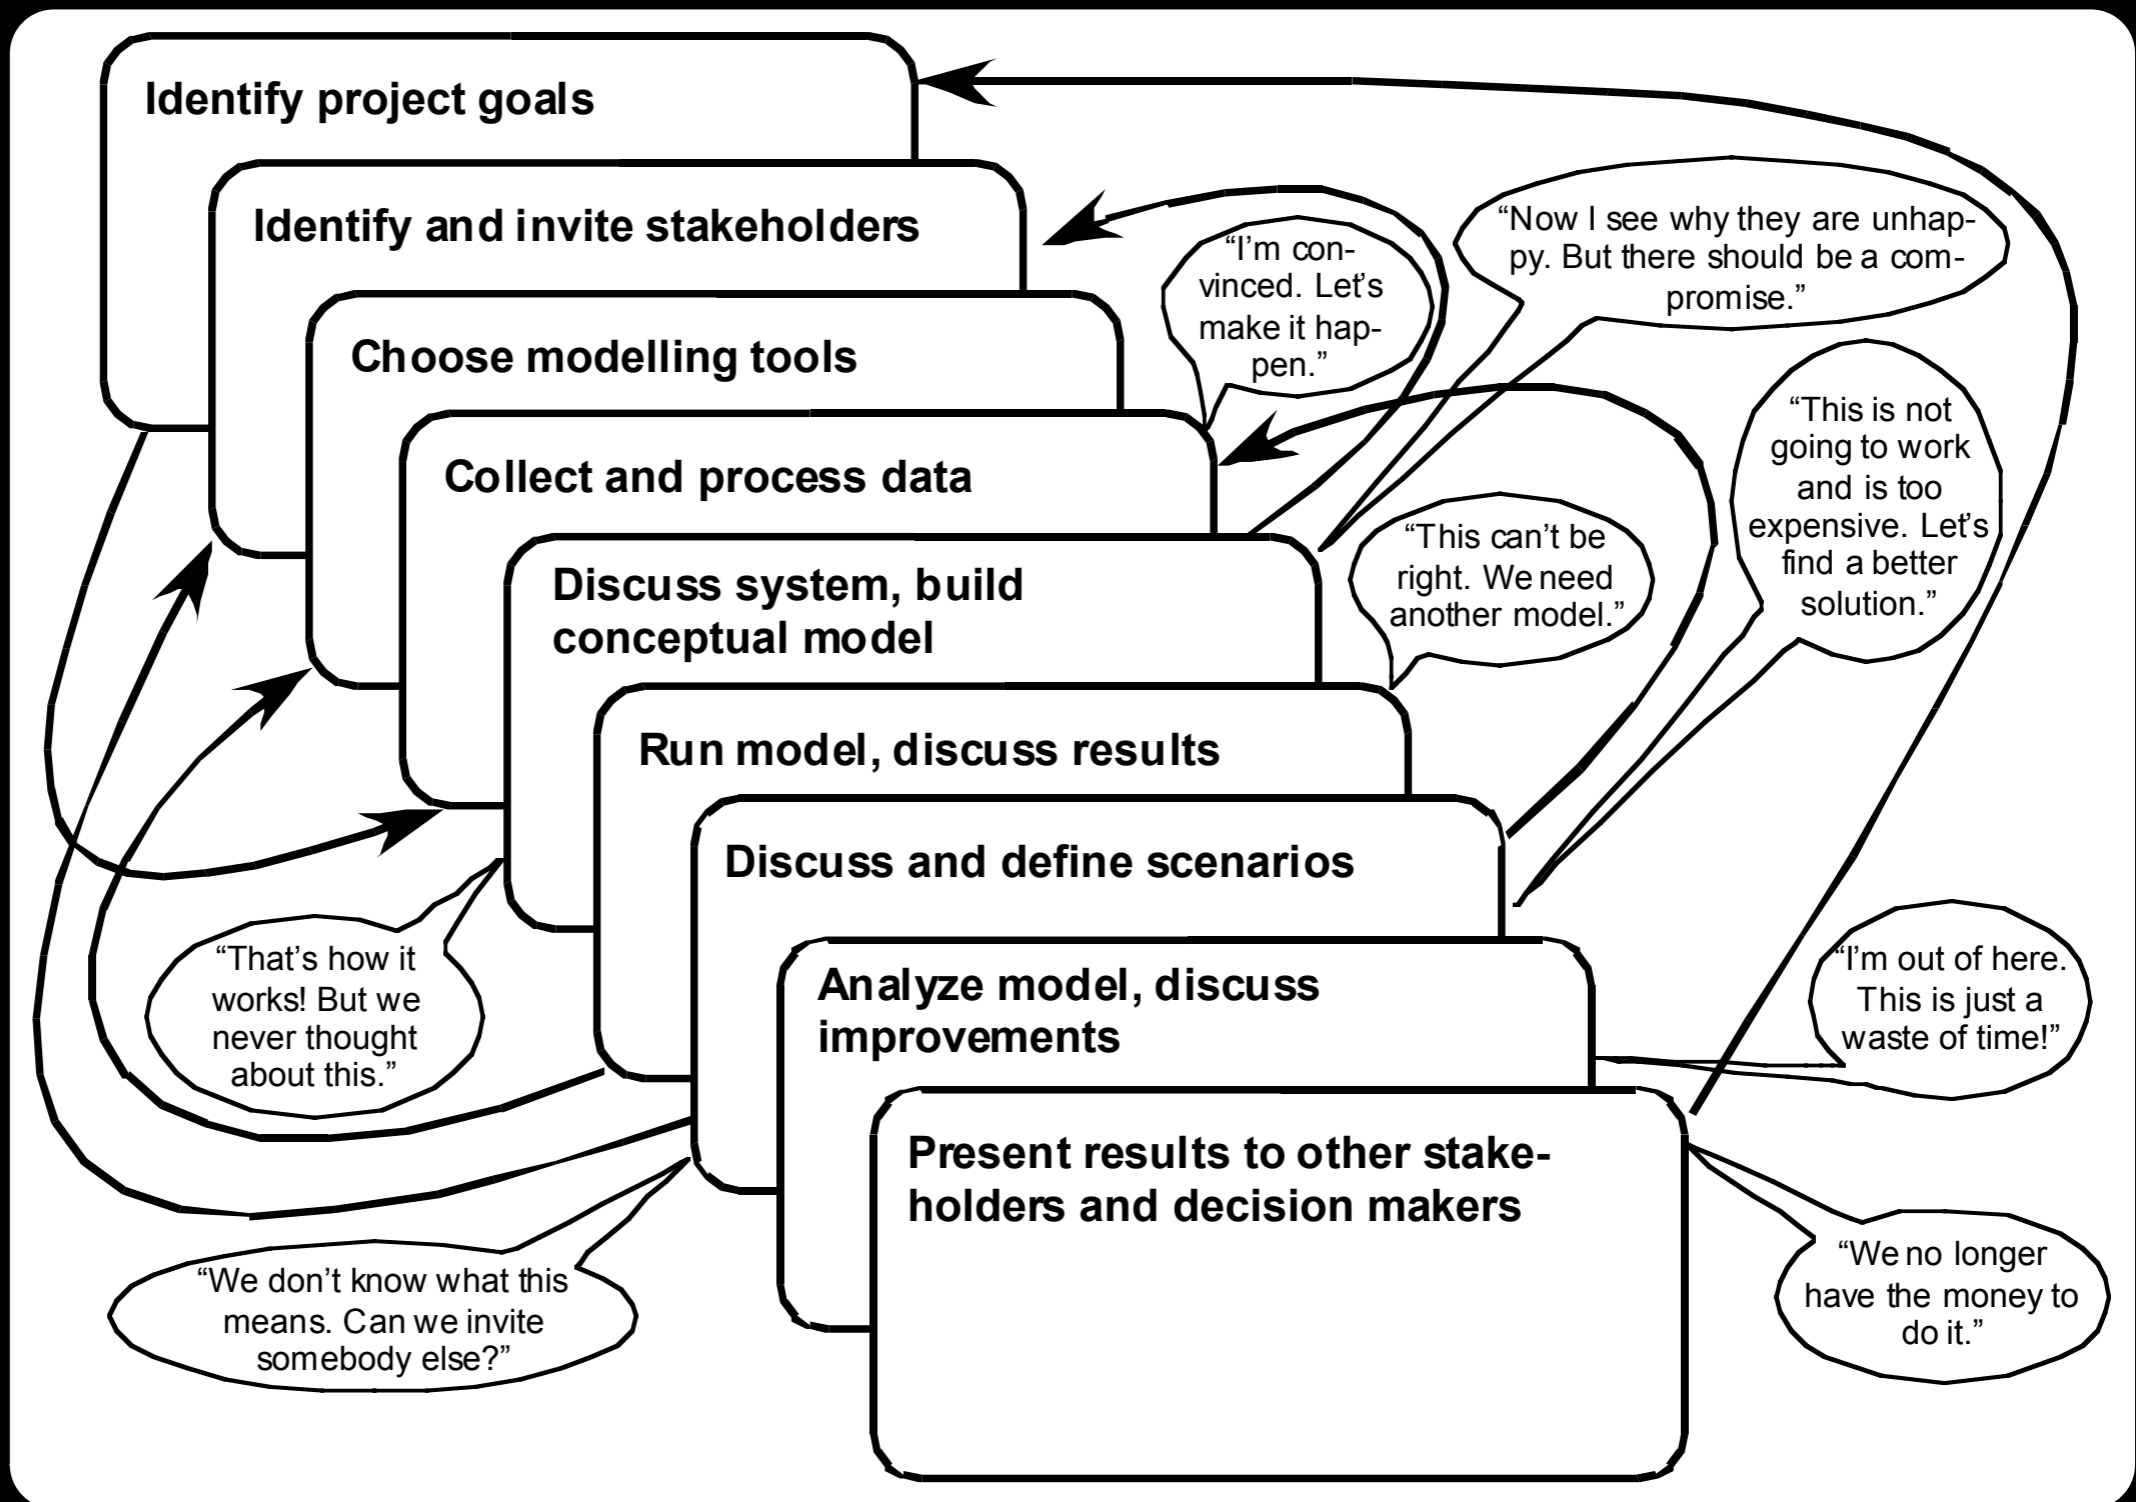 Identify project goals
Identify and invite stakeholders
“Now I see why they are unhap-
py. But there should be a com-
promise.”
“I’m con-
vinced. Let’s
make it hap-
pen.”
Choose modelling tools
“This is not
going to work
and is too
expensive. Let’s
find a better
solution.”
Collect and process data
“This can’t be
right. We need
another model.”
Discuss system, build
conceptual model
Run model, discuss results
Discuss and define scenarios
“That’s how it
works! But we
never thought
about this.”
“I’m out of here.
This is just a
waste of time!”
Analyze model, discuss
improvements
Present results to other stake-
holders and decision makers
“We don’t know what this
means. Can we invite
somebody else?”
“We no longer
have the money to
do it.”